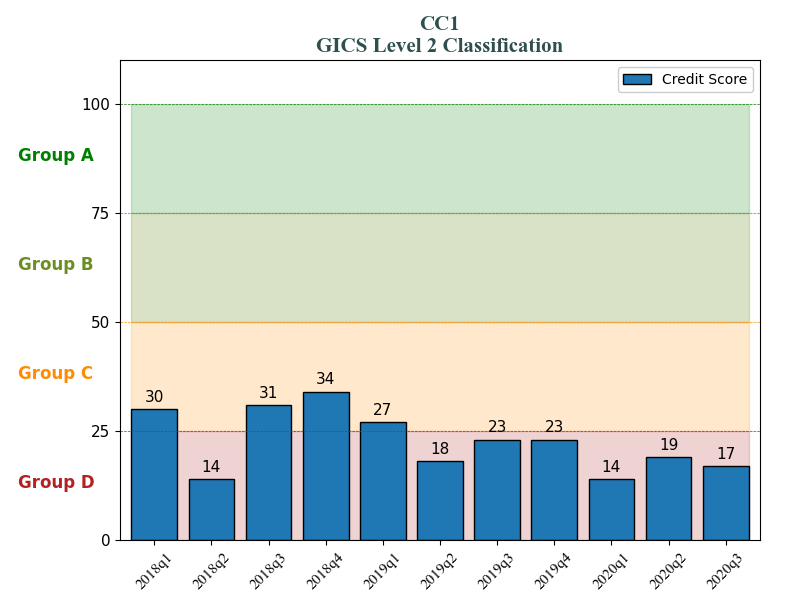 CC1
GICS Level 2 Classification
Credit Score
100
Group A
75
Group B
50
Group C
34
31
30
27
25
23 23
19
18
17
14 14
Group D
0
2018q1 2018q2 2018q3 2018q4 2019q1 2019q2 2019q3 2019q4 2020q1 2020q2 2020q3